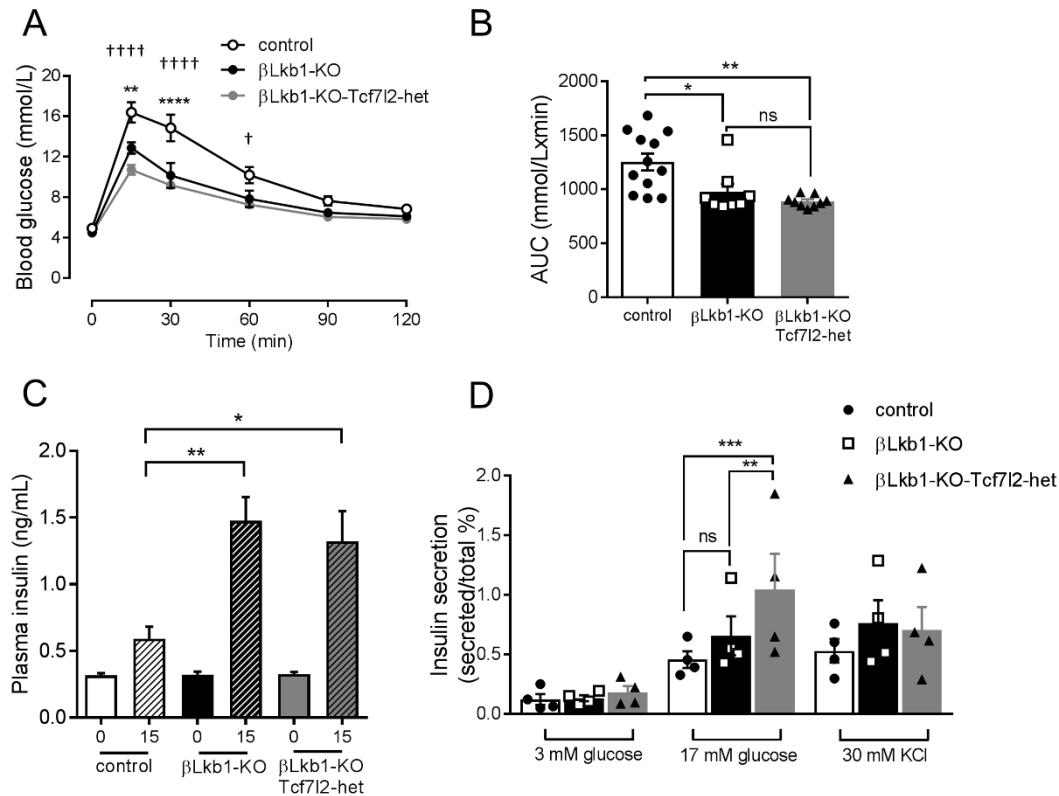 A
††††
††††
control
βLkb1-KO
βLkb1-KO-Tcf7l2-het
20
**
****
†
16
12
8
4
0
Blood glucose (mmol/L)
0 30 60 90 120
Time (min)
B
**
*
ns
2000
1500
1000
500
0
AUC (mmol/Lxmin)
control βLkb1-KO βLkb1-KO
Tcf7l2-het
C
*
**
2.0
1.5
1.0
0.5
0.0
Plasma insulin (ng/mL)
0 15 0 15 0 15
control βLkb1-KO βLkb1-KO
Tcf7l2-het
D
control
βLkb1-KO
βLkb1-KO-Tcf7l2-het
***
**
ns
2.0
1.5
1.0
0.5
0.0
Insulin secretion
(secreted/total %)
3 mM glucose 17 mM glucose 30 mM KCl